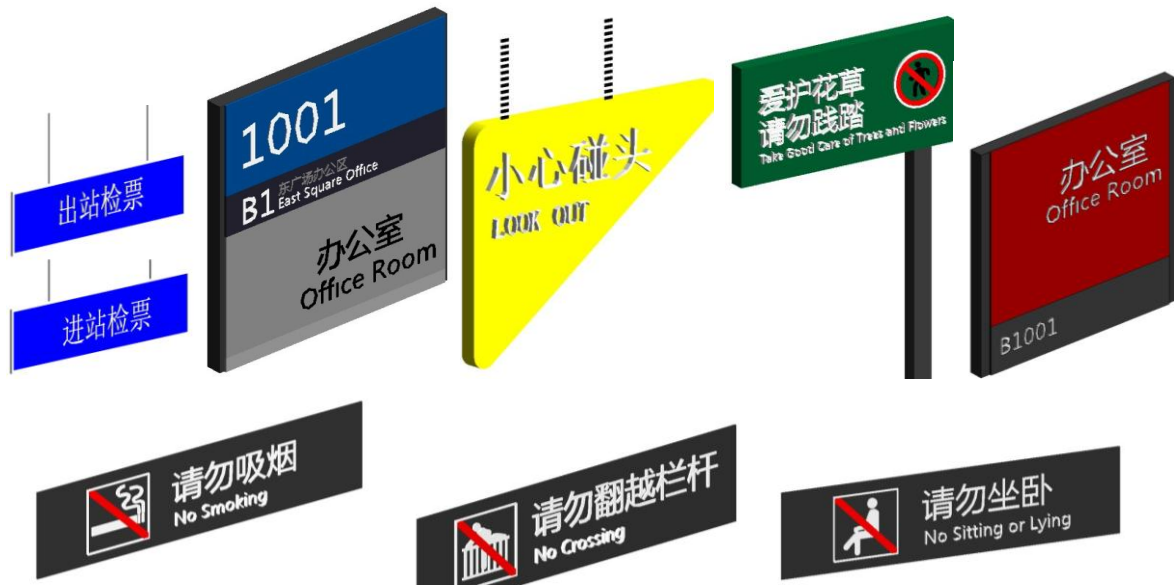 出站检票
进站检票
1001
B1
东广场办公区
East Square Office
办公室
Office Room
小心碰头
LOOK OUT
爱护花草
请勿践踏
Take Good Care of Trees and Flowers
办公室
Office Room
B1001
请勿吸烟
No Smoking
请勿翻越栏杆
No Crossing
请勿坐卧
No Sitting or Lying